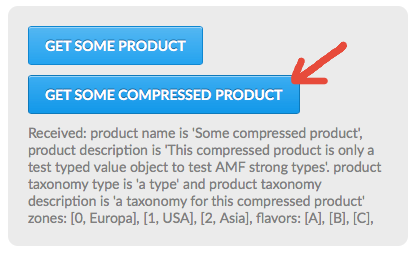 GET SOME PRODUCT
GET SOME COMPRESSED PRODUCT
Received: product name is 'Some compressed product',
product description is 'This compressed product is only a
test typed value object to test AMF strong types'. product
taxonomy type is 'a type' and product taxonomy
description is 'a taxonomy for this compressed product'
zones: [0, Europa], [1, USA], [2, Asia], flavors: [A], [B], [C],